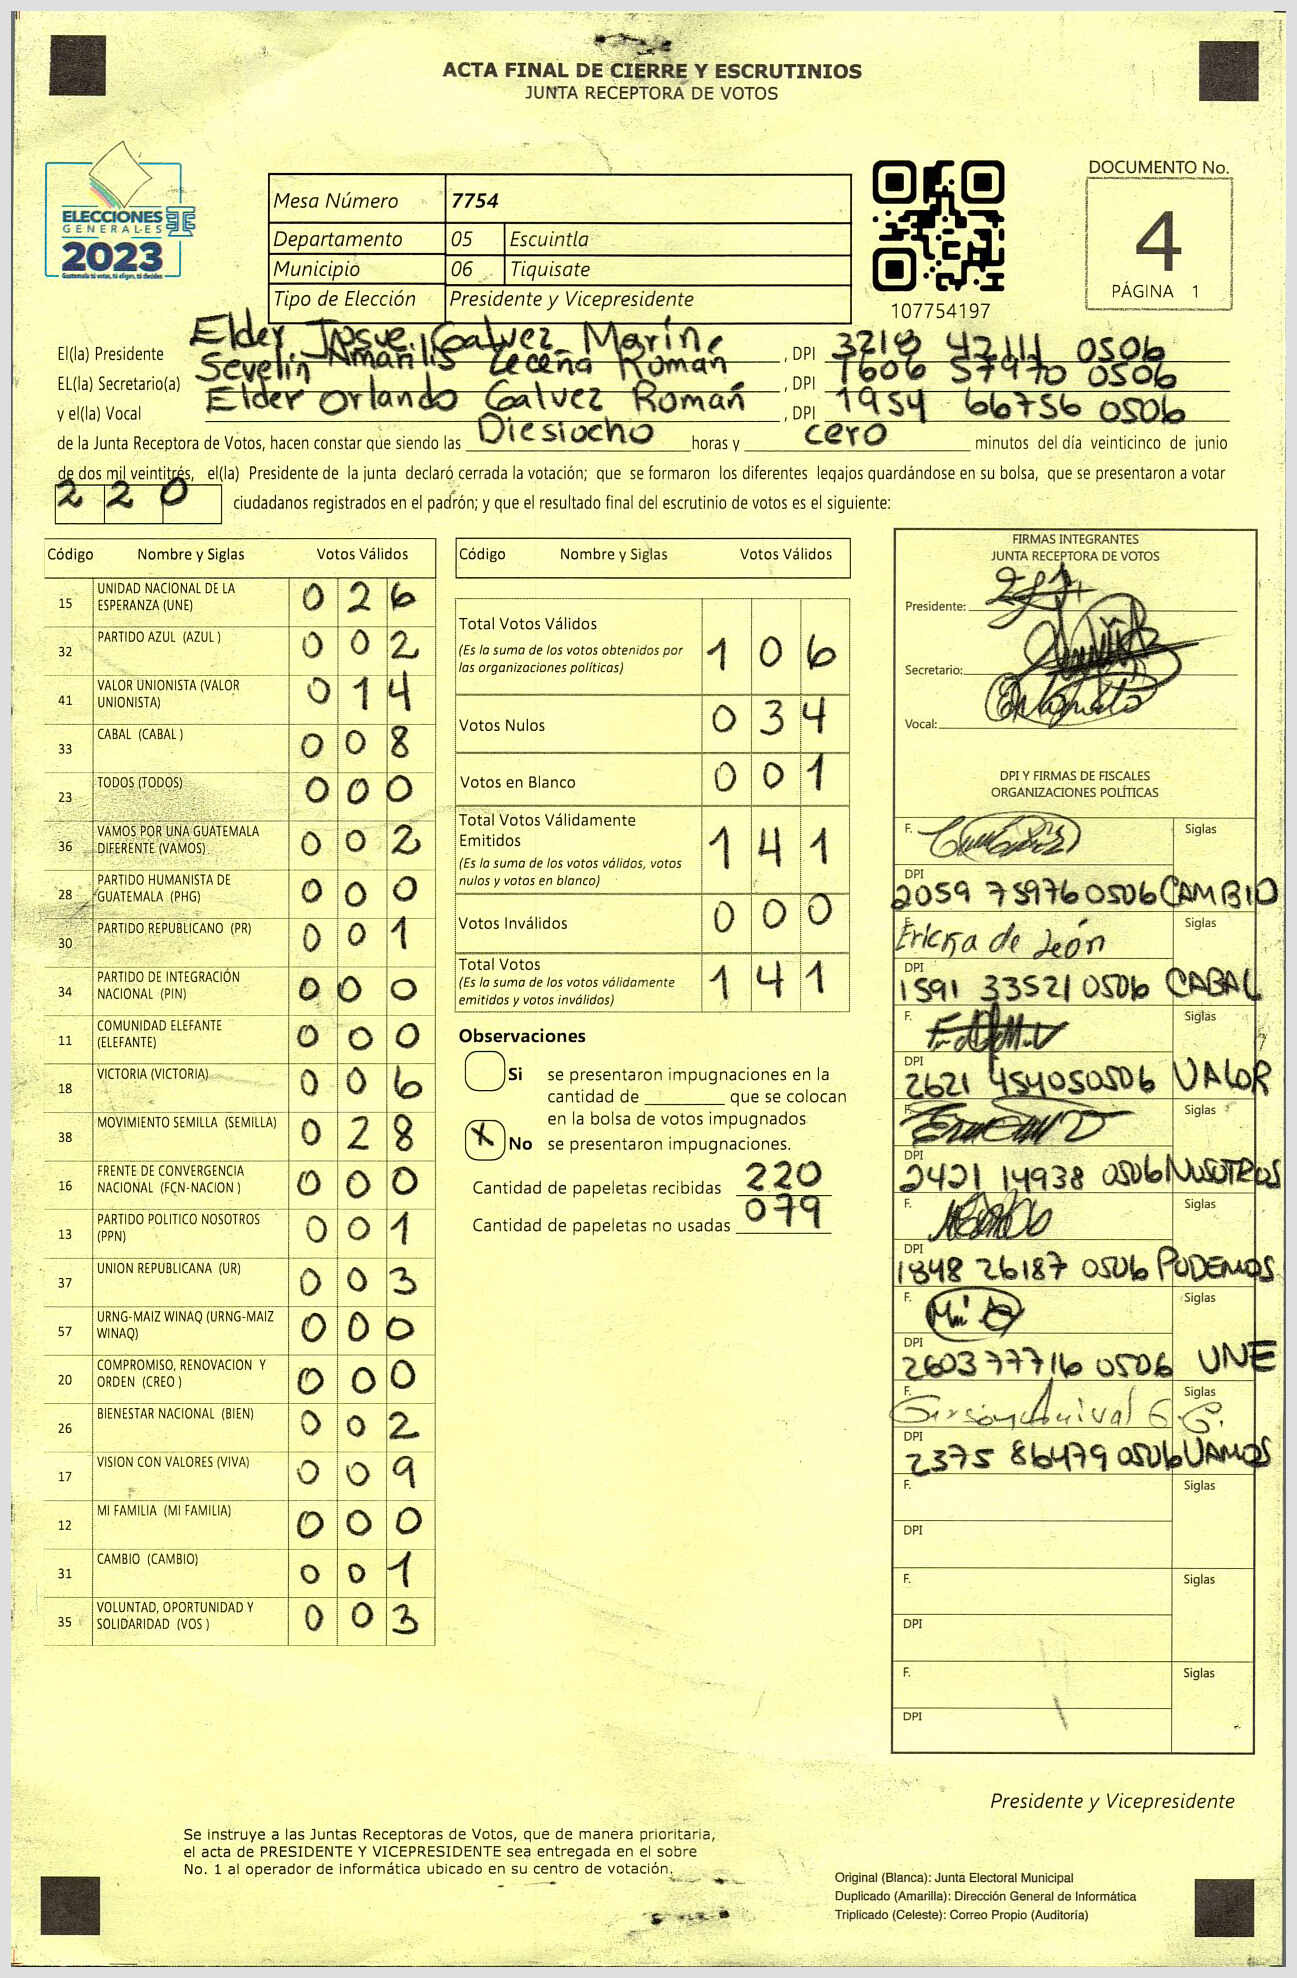 ACTA FINAL DE CIERRE Y ESCRUTINIOS
JUNTA RECEPTORA DE VOTOS
ELECCIONES
GENERALES
2023
Guatemala tú votas, tú eliges, tú decides
Mesa Número 7754
Departamento 05 Escuintla
Municipio 06 Tiquisate
Tipo de Elección Presidente y Vicepresidente
107754197
DOCUMENTO No.
4
PÁGINA 1
El(la) Presidente Elder Josue Galvez Marín, , DPI 3218 42111 0506
EL(la) Secretario(a) Sevelin Amarilis Leceña Roman , DPI 1606 57970 0506
y el(la) Vocal Elder Orlando Galvez Román , DPI 1954 66756 0506
de la Junta Receptora de Votos, hacen constar que siendo las Diesiocho horas y cero minutos del día veinticinco de junio
de dos mil veintitrés, el(la) Presidente de la junta declaró cerrada la votación; que se formaron los diferentes legajos guardándose en su bolsa, que se presentaron a votar
220 ciudadanos registrados en el padrón; y que el resultado final del escrutinio de votos es el siguiente:
Código Nombre y Siglas Votos Válidos
15 UNIDAD NACIONAL DE LA ESPERANZA (UNE) 0 2 6
32 PARTIDO AZUL (AZUL ) 0 0 2
41 VALOR UNIONISTA (VALOR UNIONISTA) 0 1 4
33 CABAL (CABAL ) 0 0 8
23 TODOS (TODOS) 0 0 0
36 VAMOS POR UNA GUATEMALA DIFERENTE (VAMOS) 0 0 2
28 PARTIDO HUMANISTA DE GUATEMALA (PHG) 0 0 0
30 PARTIDO REPUBLICANO (PR) 0 0 1
34 PARTIDO DE INTEGRACIÓN NACIONAL (PIN) 0 0 0
11 COMUNIDAD ELEFANTE (ELEFANTE) 0 0 0
18 VICTORIA (VICTORIA) 0 0 6
38 MOVIMIENTO SEMILLA (SEMILLA) 0 2 8
16 FRENTE DE CONVERGENCIA NACIONAL (FCN-NACION ) 0 0 0
13 PARTIDO POLITICO NOSOTROS (PPN) 0 0 1
37 UNION REPUBLICANA (UR) 0 0 3
57 URNG-MAIZ WINAQ (URNG-MAIZ WINAQ) 0 0 0
20 COMPROMISO, RENOVACION Y ORDEN (CREO ) 0 0 0
26 BIENESTAR NACIONAL (BIEN) 0 0 2
17 VISION CON VALORES (VIVA) 0 0 9
12 MI FAMILIA (MI FAMILIA) 0 0 0
31 CAMBIO (CAMBIO) 0 0 1
35 VOLUNTAD, OPORTUNIDAD Y SOLIDARIDAD (VOS ) 0 0 3
Código Nombre y Siglas Votos Válidos
Total Votos Válidos 1 0 6
(Es la suma de los votos obtenidos por
las organizaciones políticas)
Votos Nulos 0 3 4
Votos en Blanco 0 0 1
Total Votos Válidamente
Emitidos 1 4 1
(Es la suma de los votos válidos, votos
nulos y votos en blanco)
Votos Inválidos 0 0 0
Total Votos 1 4 1
(Es la suma de los votos válidamente
emitidos y votos inválidos)
Observaciones
Si se presentaron impugnaciones en la
cantidad de ________ que se colocan
en la bolsa de votos impugnados
X No se presentaron impugnaciones.
Cantidad de papeletas recibidas 220
Cantidad de papeletas no usadas 079
FIRMAS INTEGRANTES
JUNTA RECEPTORA DE VOTOS
Presidente:
Secretario:
Vocal:
DPI Y FIRMAS DE FISCALES
ORGANIZACIONES POLÍTICAS
F. Siglas
DPI
2059 75976 0506 CAMBIO
F. Ericka de León Siglas
DPI
1591 33521 0506 CABAL
F. Siglas
DPI
2621 45405 0506 VALOR
F. Siglas
DPI
2421 14938 0506 NOSOTROS
F. Siglas
DPI
1848 26187 0506 PODEMOS
F. Siglas
DPI
2603 77716 0506 UNE
F. Siglas
DPI
2375 86479 0506 VAMOS
F. Siglas
DPI
F. Siglas
DPI
F. Siglas
DPI
Presidente y Vicepresidente
Se instruye a las Juntas Receptoras de Votos, que de manera prioritaria,
el acta de PRESIDENTE Y VICEPRESIDENTE sea entregada en el sobre
No. 1 al operador de informática ubicado en su centro de votación.
Original (Blanca): Junta Electoral Municipal
Duplicado (Amarilla): Dirección General de Informática
Triplicado (Celeste): Correo Propio (Auditoría)